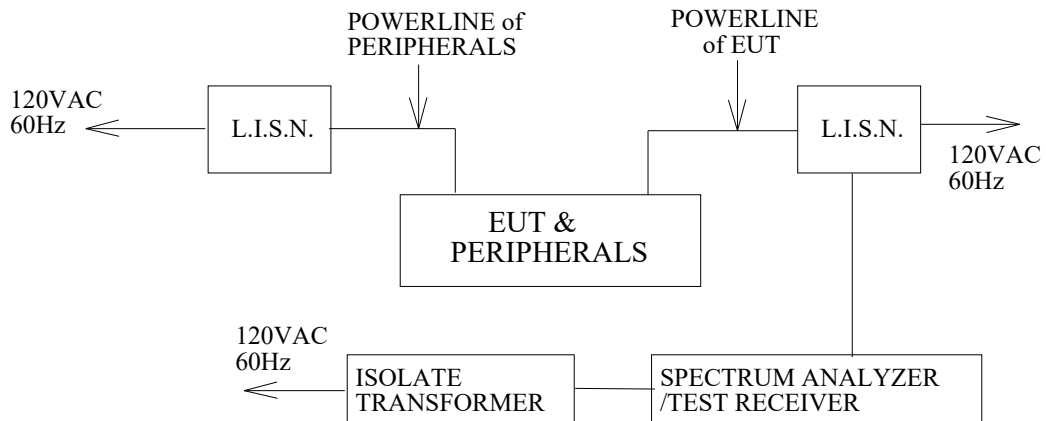 POWERLINE of
PERIPHERALS
POWERLINE
of EUT
120VAC
60Hz
L.I.S.N.
L.I.S.N.
120VAC
60Hz
EUT &
PERIPHERALS
120VAC
60Hz
ISOLATE
TRANSFORMER
SPECTRUM ANALYZER
/TEST RECEIVER